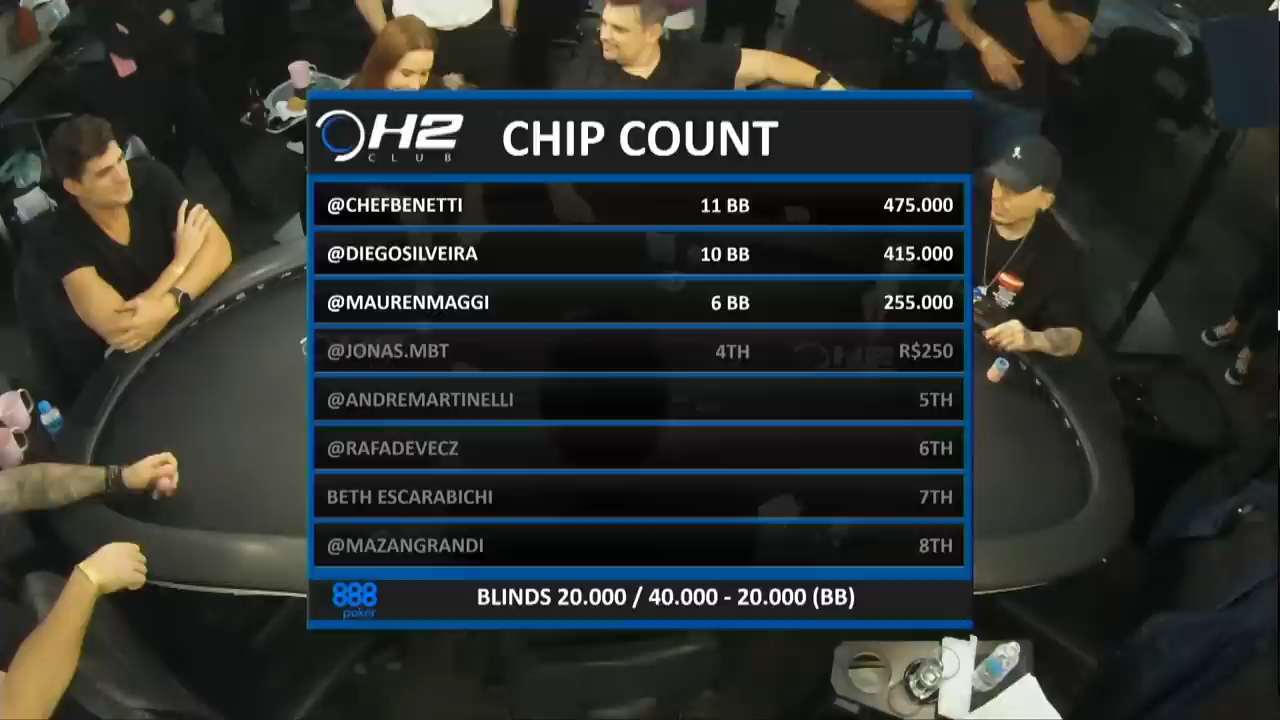 H2 CLUB CHIP COUNT
@CHEFBENETTI 11 BB 475.000
@DIEGOSILVEIRA 10 BB 415.000
@MAURENMAGGI 6 BB 255.000
@JONAS.MBT 4TH R$250
@ANDREMARTINELLI 5TH
@RAFADEVECZ 6TH
BETH ESCARABICHI 7TH
@MAZANGRANDI 8TH
888 poker BLINDS 20.000 / 40.000 - 20.000 (BB)